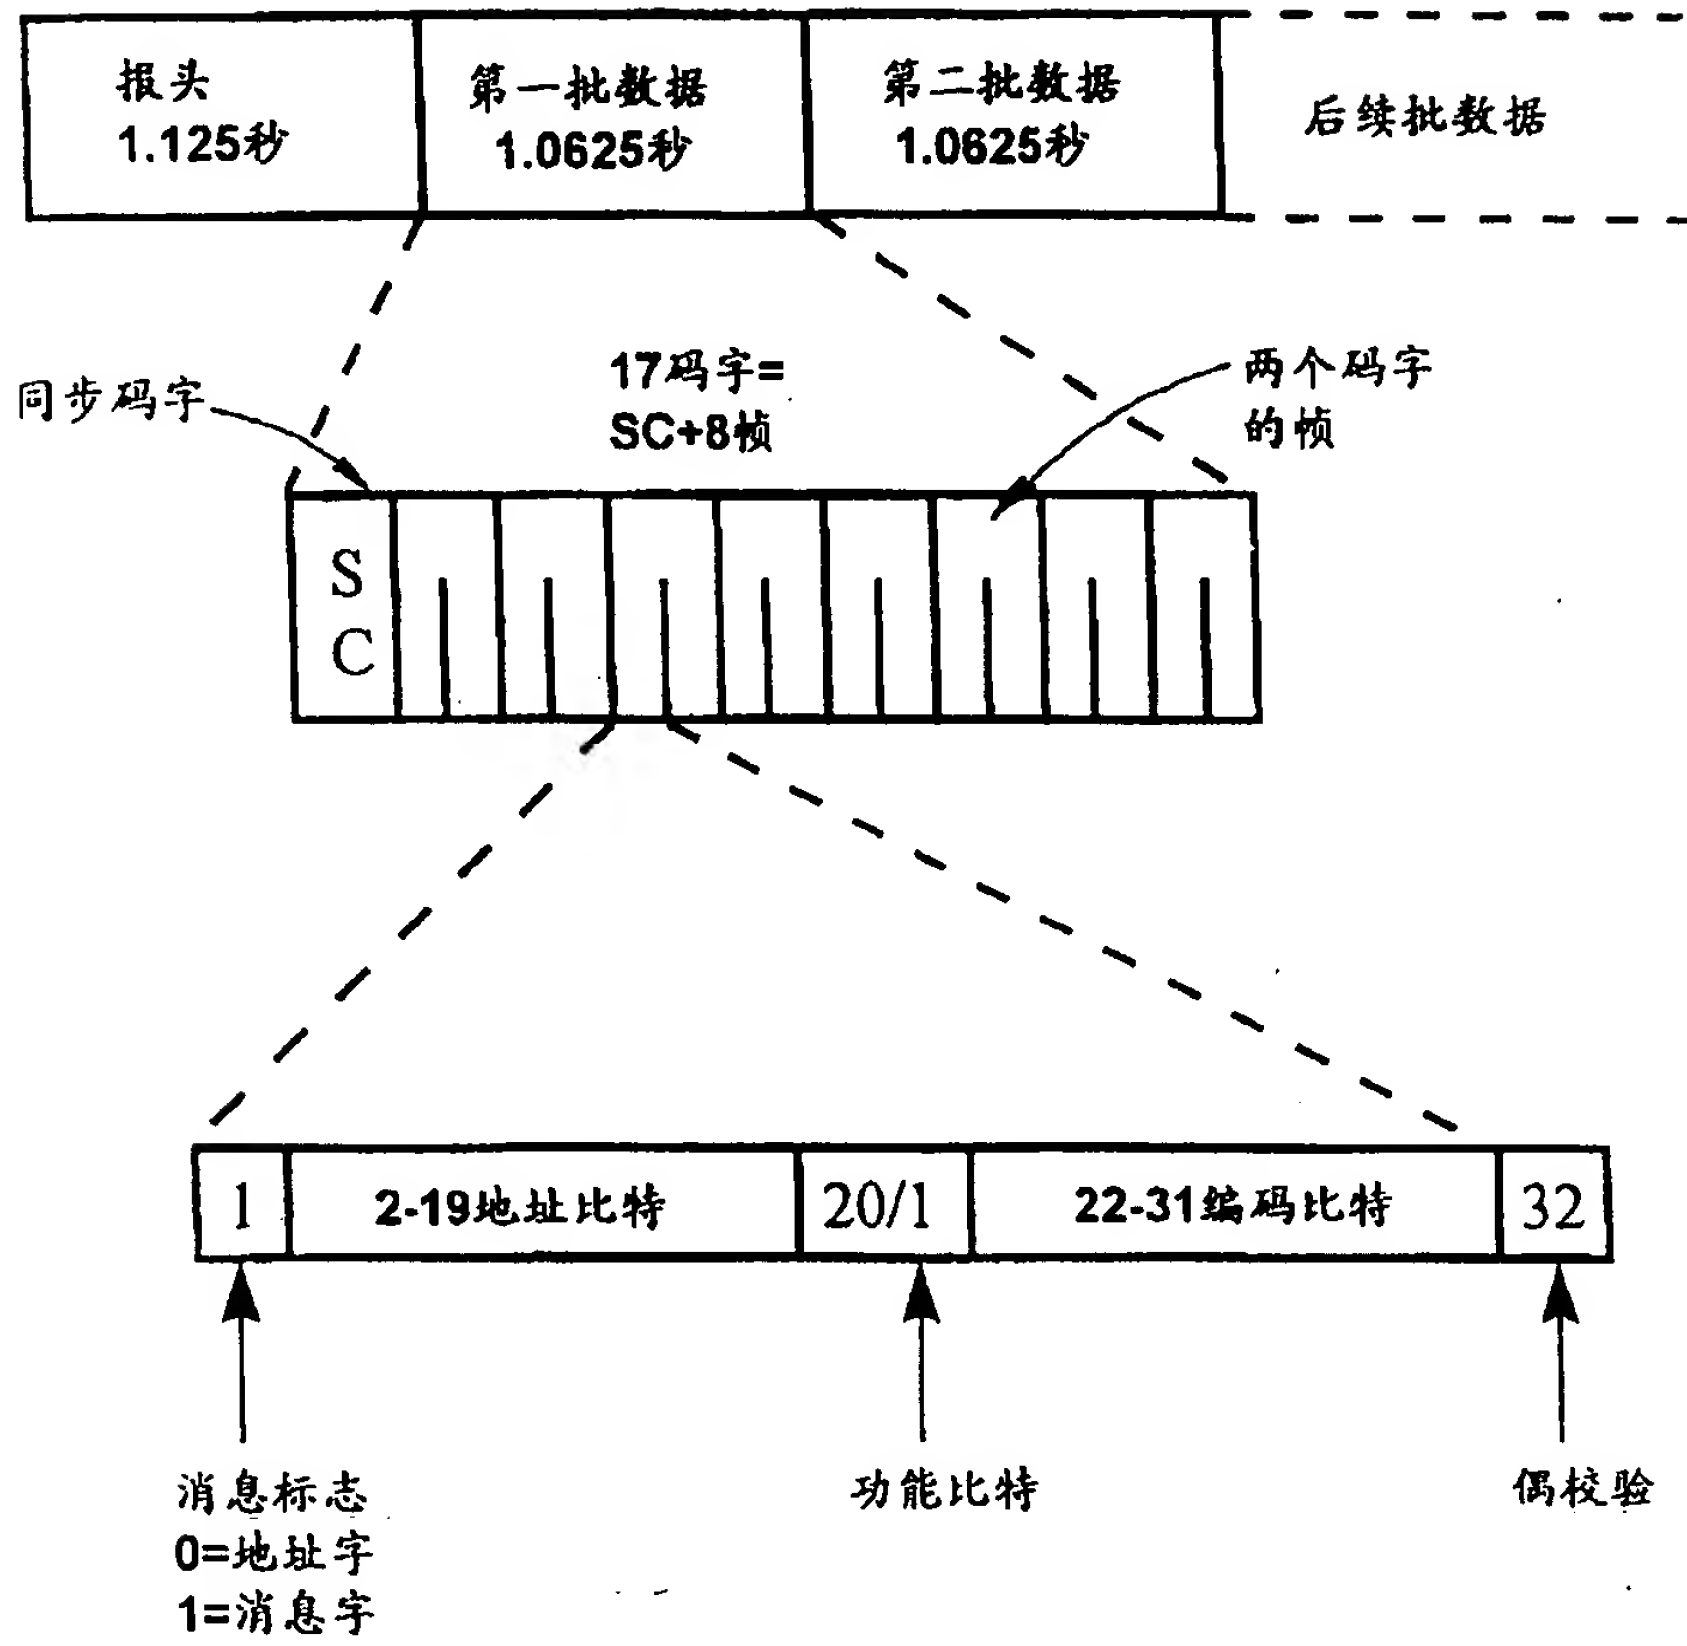 报头
1.125秒
第一批数据
1.0625秒
第二批数据
1.0625秒
后续批数据
同步码字
17码字=
SC+8帧
两个码字
的帧
S
C
1
2-19地址比特
20/1
22-31编码比特
32
消息标志
0=地址字
1=消息字
功能比特
偶校验